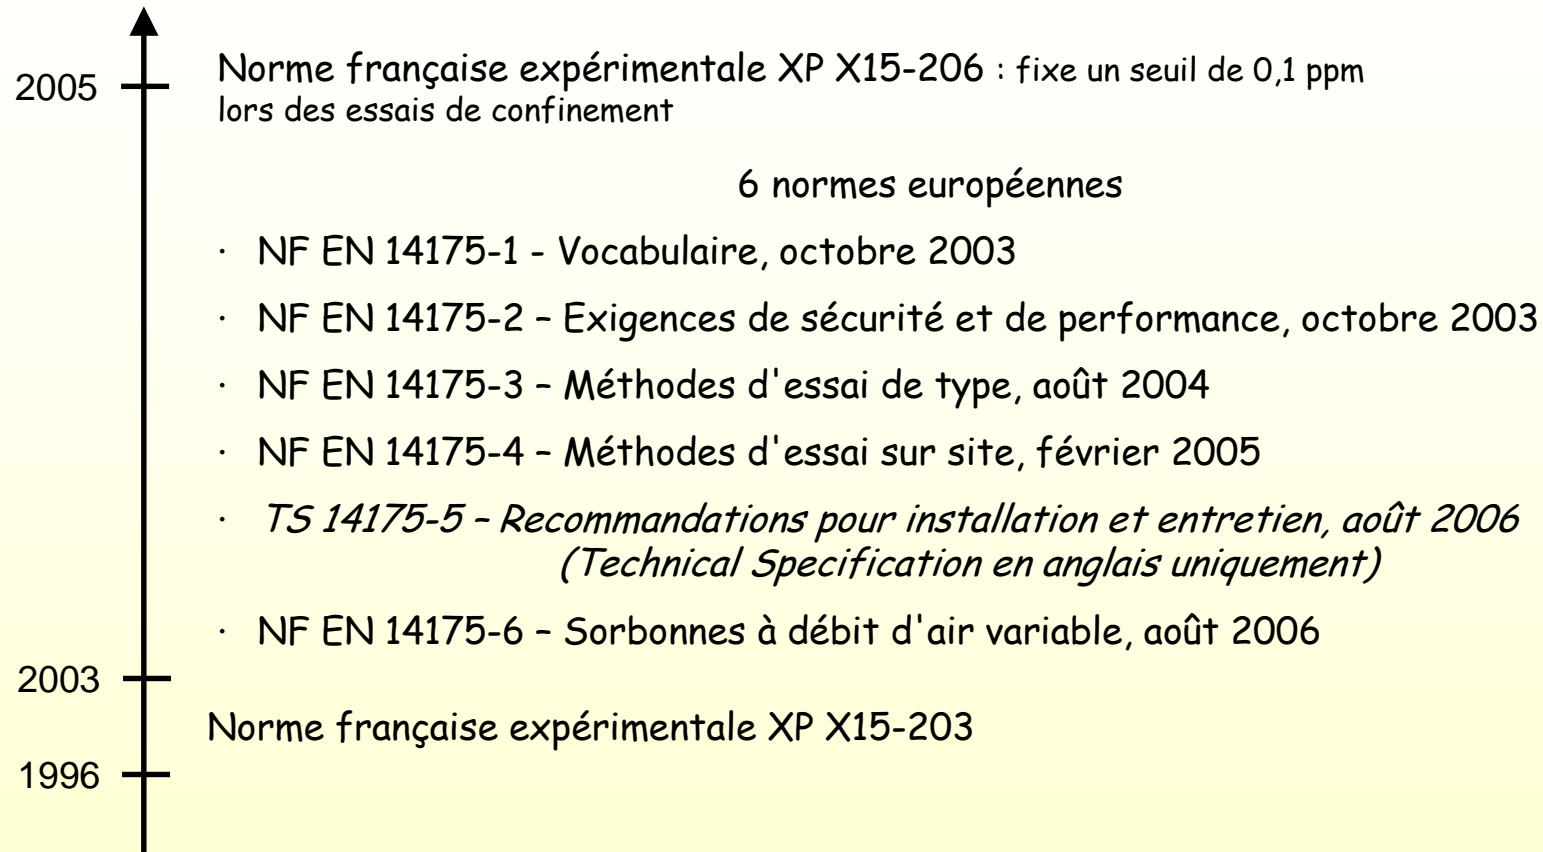 2005
Norme française expérimentale XP X15-206 : fixe un seuil de 0,1 ppm
lors des essais de confinement
6 normes européennes
· NF EN 14175-1 - Vocabulaire, octobre 2003
· NF EN 14175-2 – Exigences de sécurité et de performance, octobre 2003
· NF EN 14175-3 – Méthodes d'essai de type, août 2004
· NF EN 14175-4 – Méthodes d'essai sur site, février 2005
· TS 14175-5 – Recommandations pour installation et entretien, août 2006
(Technical Specification en anglais uniquement)
· NF EN 14175-6 – Sorbonnes à débit d'air variable, août 2006
2003
Norme française expérimentale XP X15-203
1996